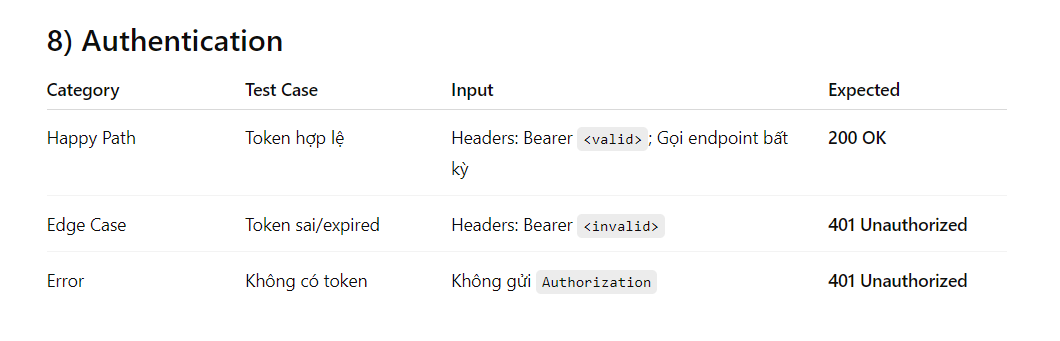 8) Authentication
Category Test Case Input Expected
Happy Path Token hợp lệ Headers: Bearer <valid>; Gọi endpoint bất 200 OK
kỳ
Edge Case Token sai/expired Headers: Bearer <invalid> 401 Unauthorized
Error Không có token Không gửi Authorization 401 Unauthorized